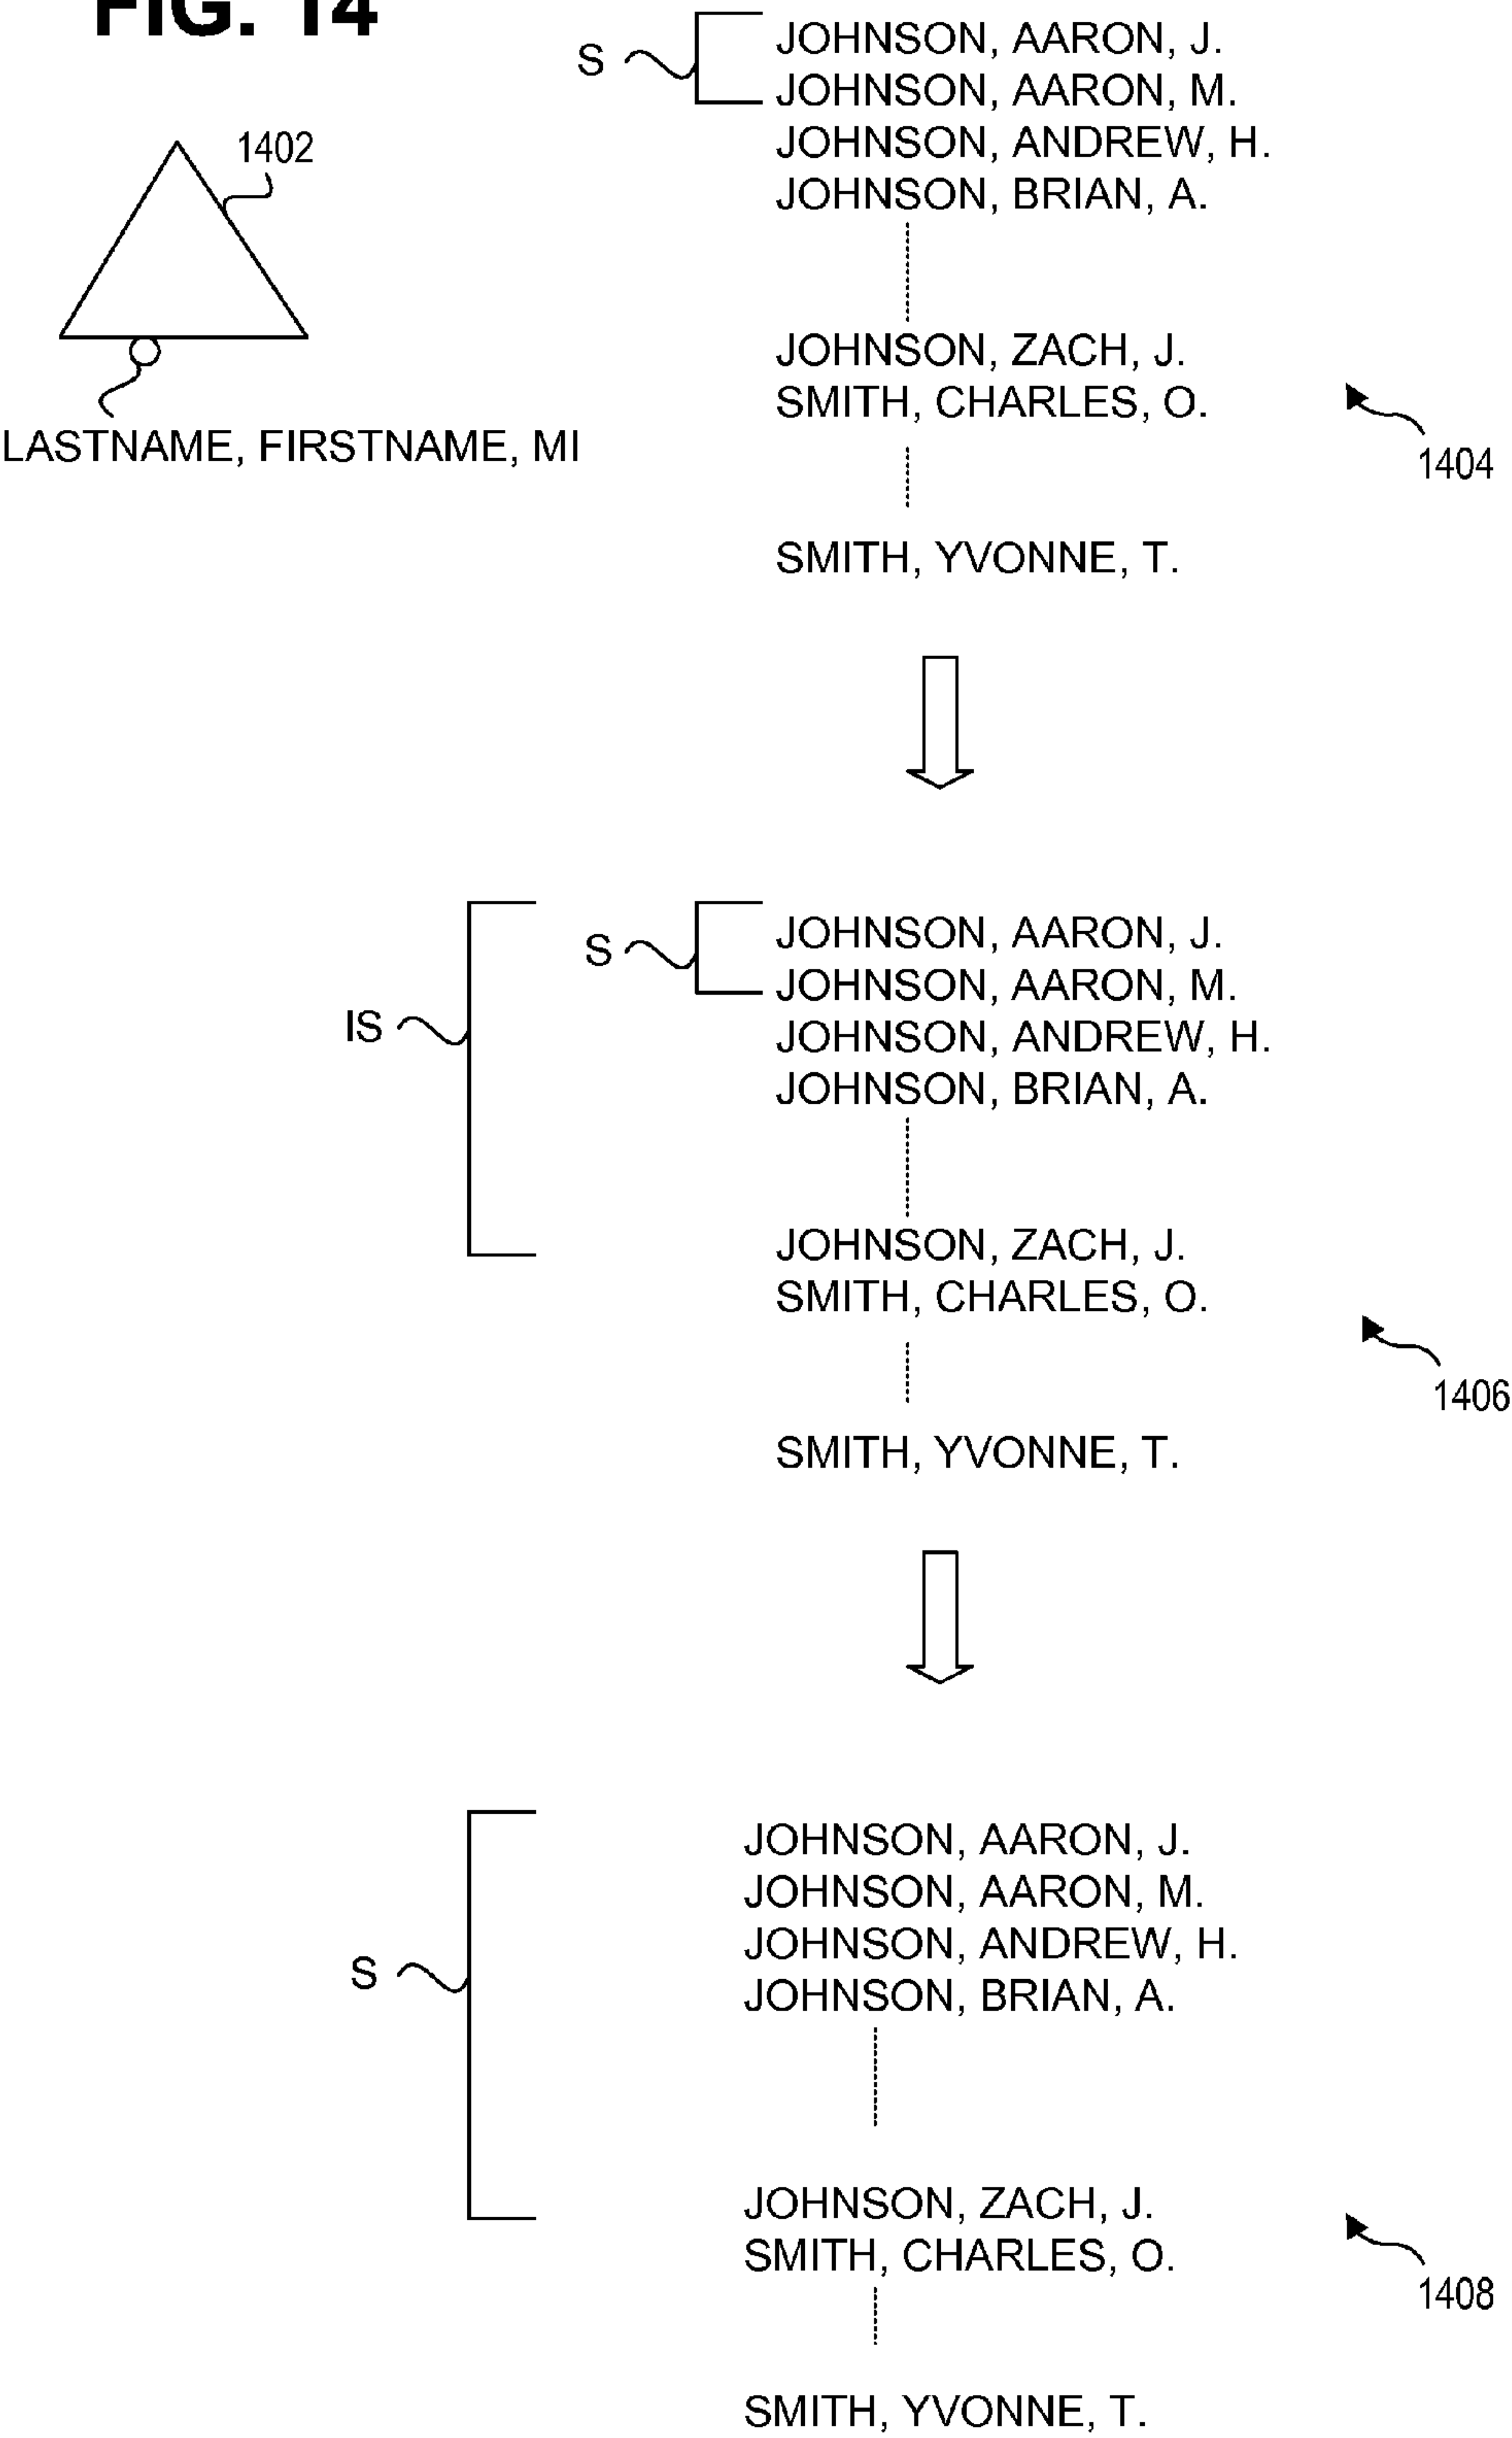 FIG. 14
1402
LASTNAME, FIRSTNAME, MI
S
JOHNSON, AARON, J.
JOHNSON, AARON, M.
JOHNSON, ANDREW, H.
JOHNSON, BRIAN, A.
JOHNSON, ZACH, J.
SMITH, CHARLES, O.
1404
SMITH, YVONNE, T.
IS
S
JOHNSON, AARON, J.
JOHNSON, AARON, M.
JOHNSON, ANDREW, H.
JOHNSON, BRIAN, A.
JOHNSON, ZACH, J.
SMITH, CHARLES, O.
1406
SMITH, YVONNE, T.
S
JOHNSON, AARON, J.
JOHNSON, AARON, M.
JOHNSON, ANDREW, H.
JOHNSON, BRIAN, A.
JOHNSON, ZACH, J.
SMITH, CHARLES, O.
1408
SMITH, YVONNE, T.